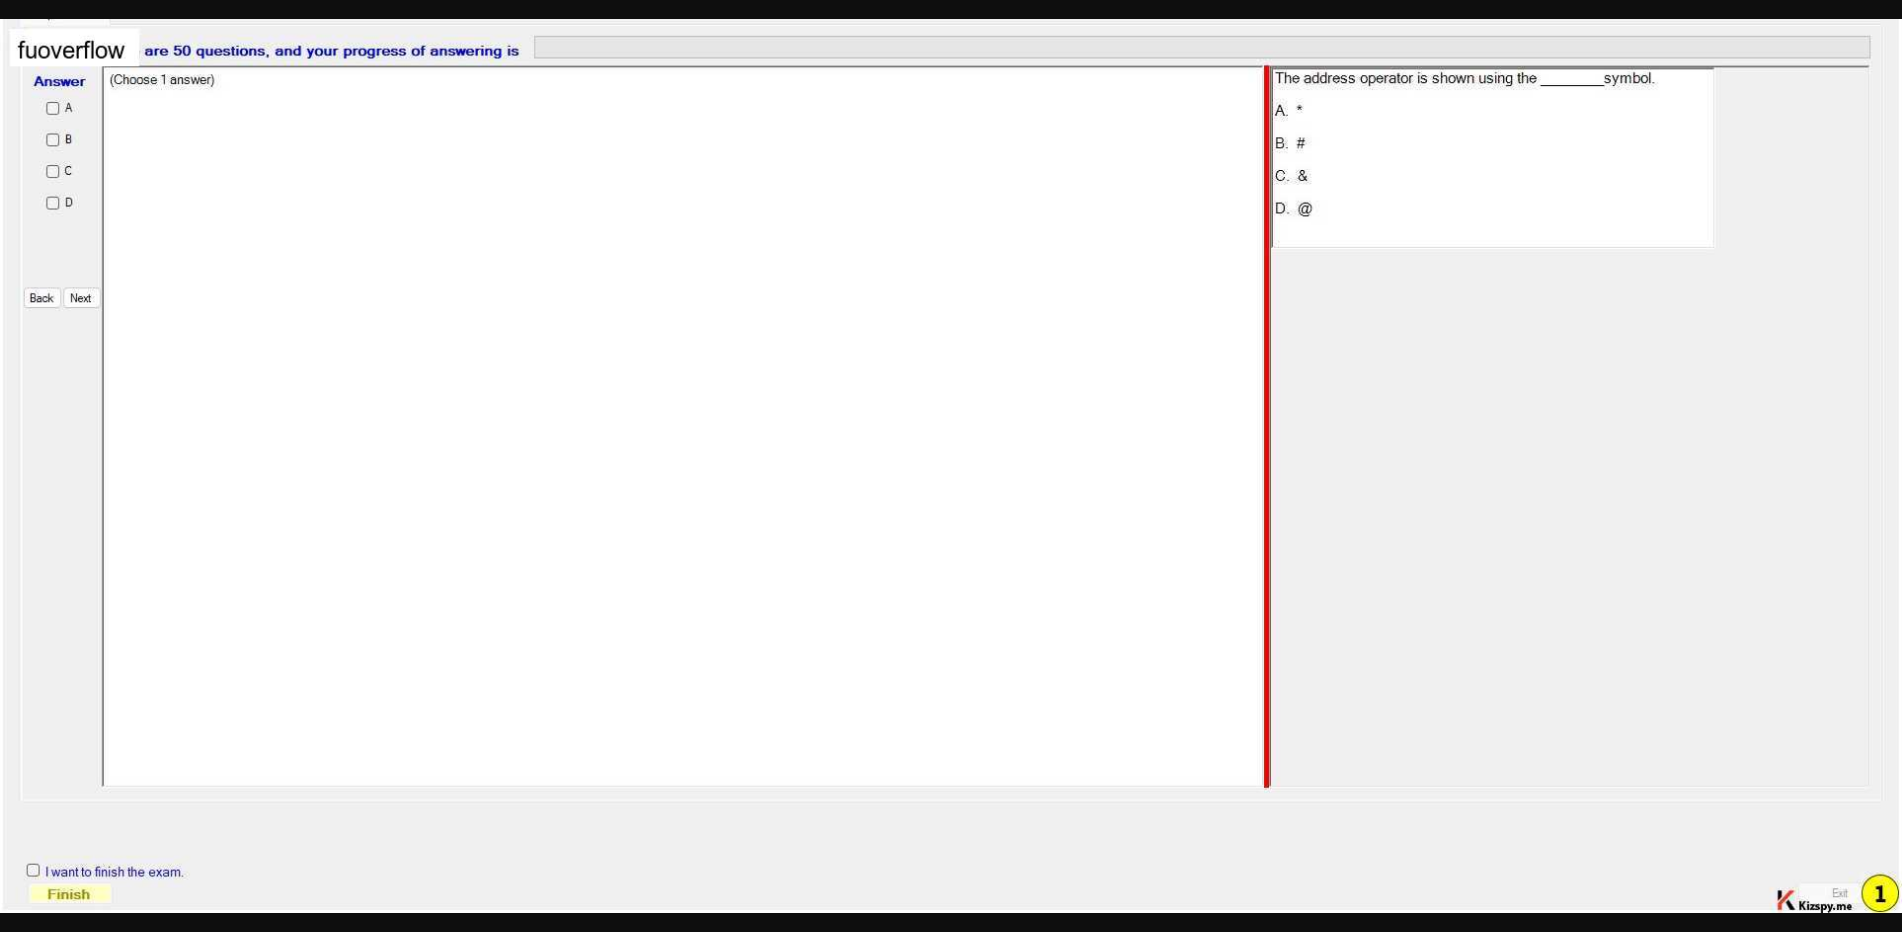 fuoverflow are 50 questions, and your progress of answering is
Answer
(Choose 1 answer)
A
B
C
D
Back Next
The address operator is shown using the ________symbol.
A. *
B. #
C. &
D. @
I want to finish the exam.
Finish
Exit
Kizspy.me
1